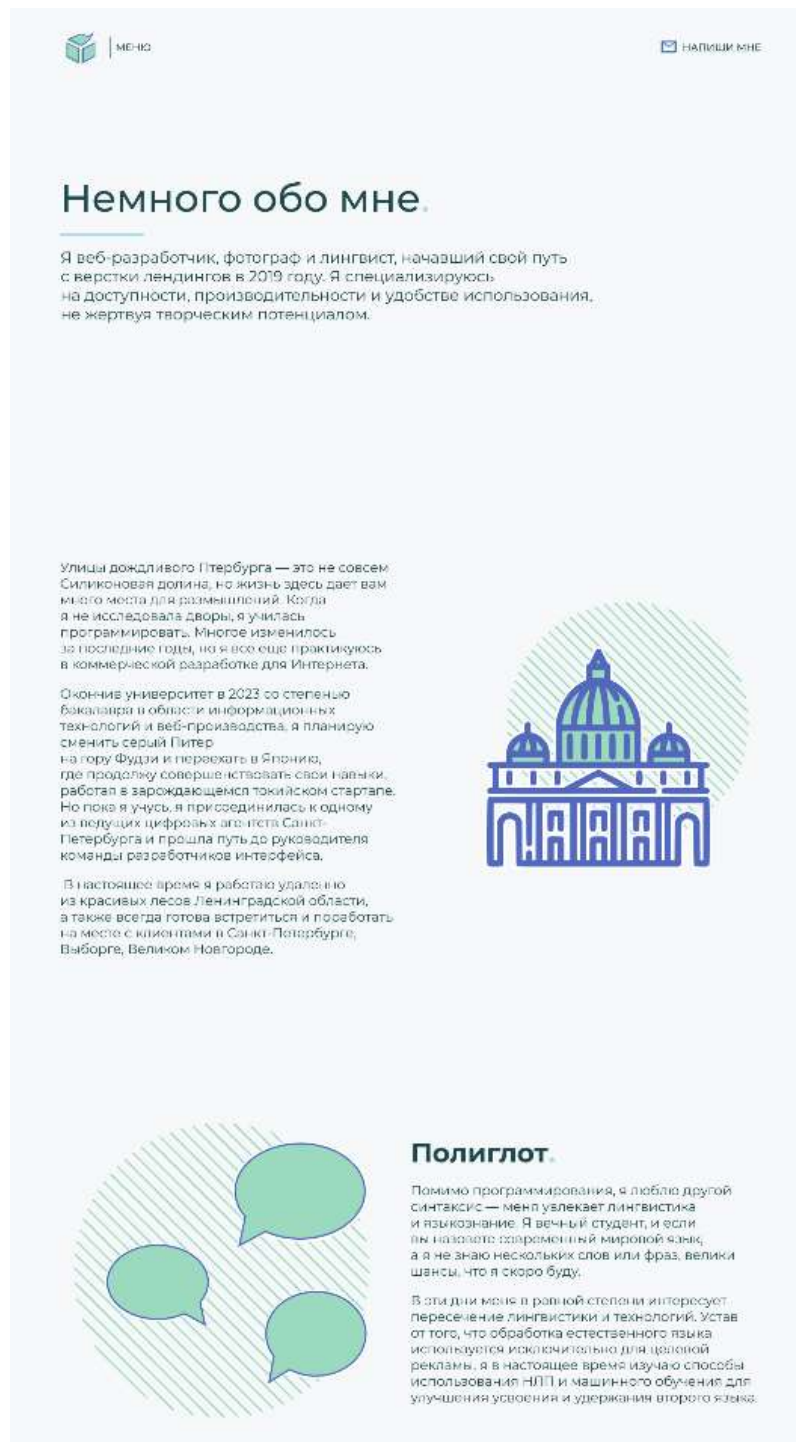 МЕНЮ
НАПИШИ МНЕ
Немного обо мне.
Я веб-разработчик, фотограф и лингвист, начавший свой путь
с верстки лендингов в 2019 году. Я специализируюсь
на доступности, производительности и удобстве использования,
не жертвуя творческим потенциалом.
Улицы дождливого Птербурга — это не совсем
Силиконовая долина, но жизнь здесь дает вам
много места для размышлений. Когда
я не исследовала дворы, я училась
программировать. Многое изменилось
за последние годы, но я все еще практикуюсь
в коммерческой разработке для Интернета.
Окончив университет в 2023 со степенью
бакалавра в области информационных
технологий и веб-производства, я планирую
сменить серый Питер
на гору Фудзи и переехать в Японию,
где продолжу совершенствовать свои навыки,
работая в зарождающемся токийском стартапе.
Но пока я учусь, я присоединилась к одному
из ведущих цифровых агентств Санкт-
Петербурга и прошла путь до руководителя
команды разработчиков интерфейса.
В настоящее время я работаю удаленно
из красивых лесов Ленинградской области,
а также всегда готова встретиться и поработать
на месте с клиентами в Санкт-Петербурге,
Выборге, Великом Новгороде.
Полиглот.
Помимо программирования, я люблю другой
синтаксис — меня увлекает лингвистика
и языкознание. Я вечный студент, и если
вы назовете современный мировой язык,
а я не знаю нескольких слов или фраз, велики
шансы, что я скоро буду.
В эти дни меня в равной степени интересует
пересечение лингвистики и технологий. Устав
от того, что обработка естественного языка
используется исключительно для целевой
рекламы, я в настоящее время изучаю способы
использования НЛП и машинного обучения для
улучшения усвоения и удержания второго языка.